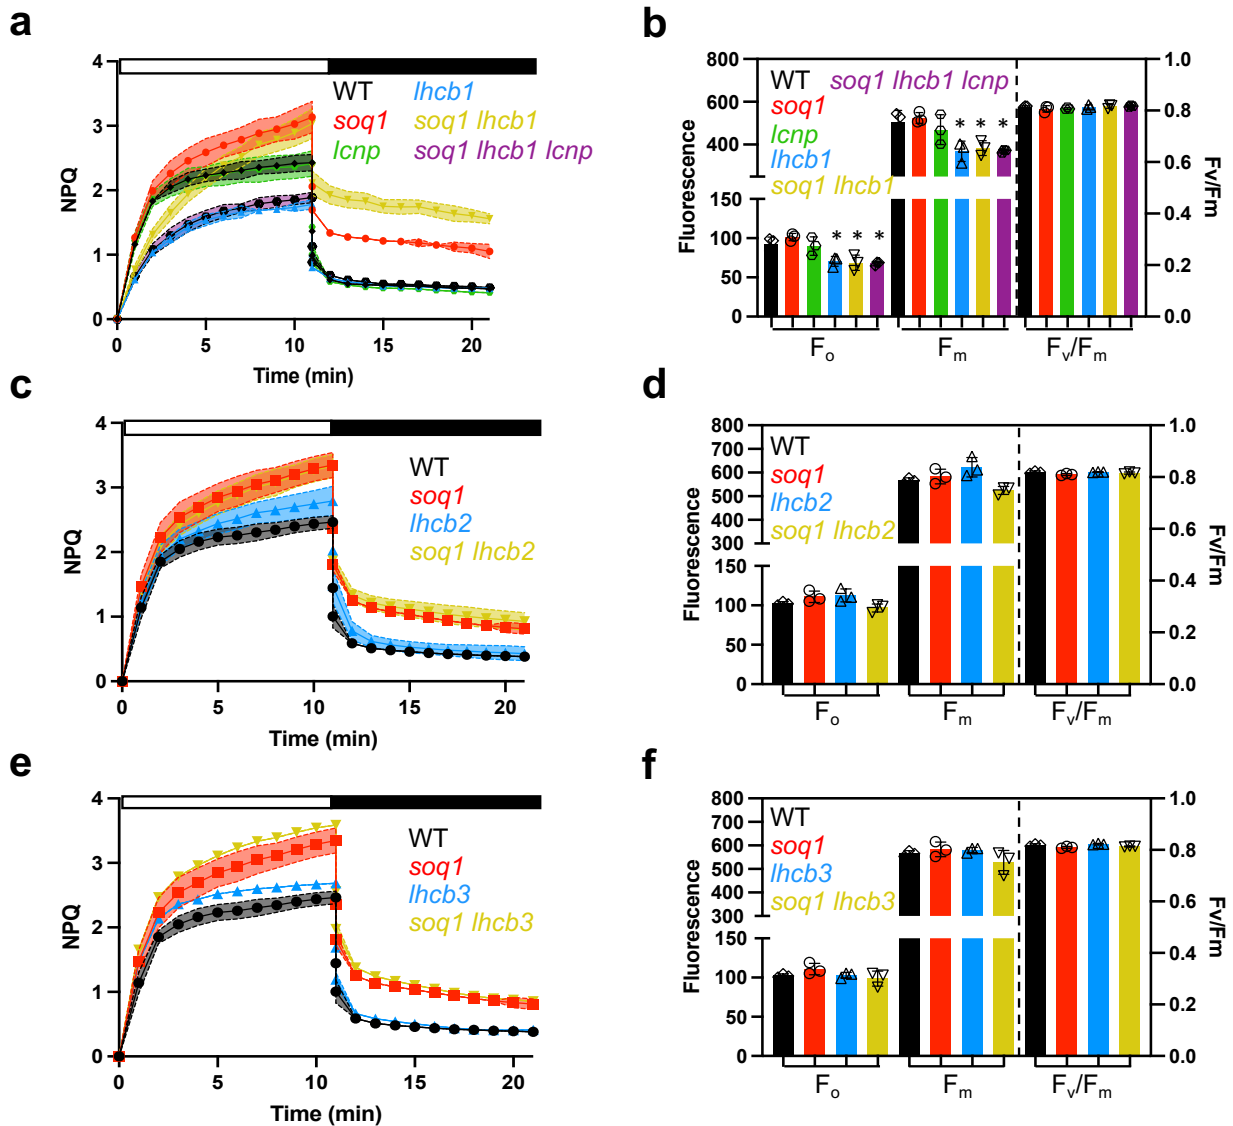 a
4
3
2
1
0
NPQ
WT lhcb1
soq1 soq1 lhcb1
lcnp soq1 lhcb1 lcnp
0 5 10 15 20
Time (min)
b
800
600
400
150
100
50
0
Fluorescence
WT soq1 lhcb1 lcnp
soq1
lcnp
lhcb1
soq1 lhcb1
* * *
* * *
1.0
0.8
0.6
0.4
0.2
0.0
Fv/Fm
Fo Fm Fv/Fm
c
4
3
2
1
0
NPQ
WT
soq1
lhcb2
soq1 lhcb2
0 5 10 15 20
Time (min)
d
800
700
600
500
400
300
150
100
50
0
Fluorescence
WT
soq1
lhcb2
soq1 lhcb2
1.0
0.8
0.6
0.4
0.2
0.0
Fv/Fm
Fo Fm Fv/Fm
e
4
3
2
1
0
NPQ
WT
soq1
lhcb3
soq1 lhcb3
0 5 10 15 20
Time (min)
f
800
700
600
500
400
300
150
100
50
0
Fluorescence
WT
soq1
lhcb3
soq1 lhcb3
1.0
0.8
0.6
0.4
0.2
0.0
Fv/Fm
Fo Fm Fv/Fm